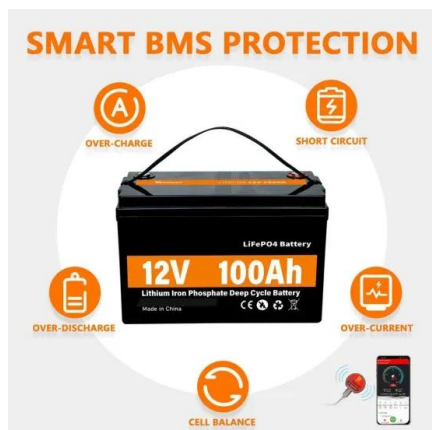 SMART BMS PROTECTION
OVER-CHARGE
SHORT CIRCUIT
LiFePO4 Battery
12V 100Ah
Lithium Iron Phosphate Deep Cycle Battery
Made in China
CE
OVER-DISCHARGE
OVER-CURRENT
CELL BALANCE